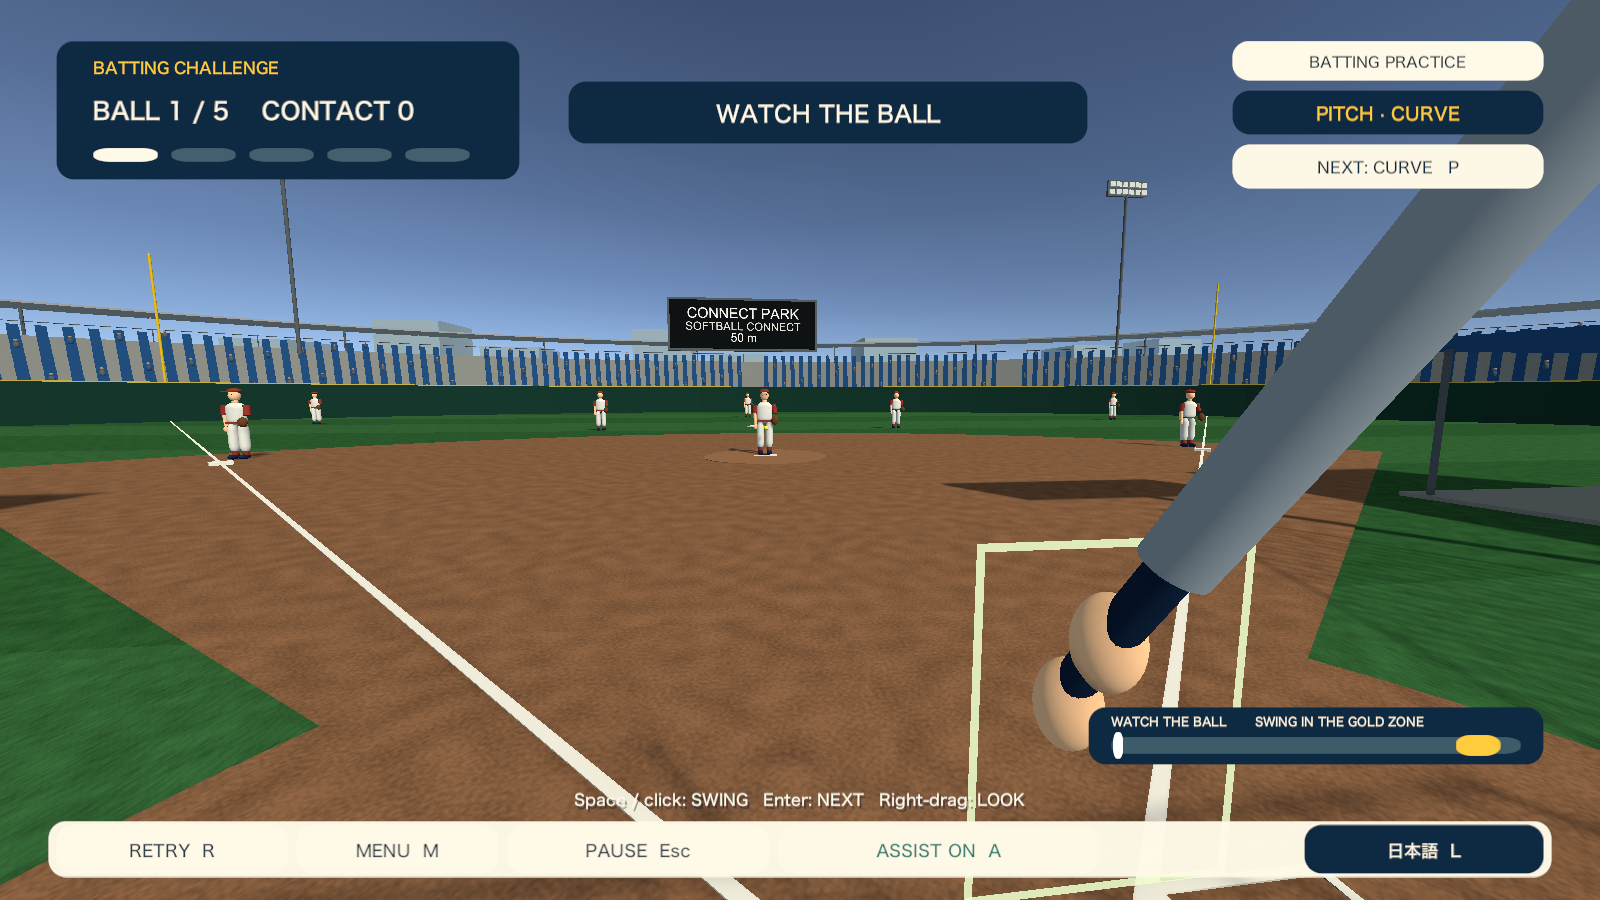 BATTING CHALLENGE
BALL 1 / 5 CONTACT 0
WATCH THE BALL
BATTING PRACTICE
PITCH · CURVE
NEXT: CURVE P
CONNECT PARK
SOFTBALL CONNECT
50 m
WATCH THE BALL SWING IN THE GOLD ZONE
Space / click: SWING Enter: NEXT Right-drag: LOOK
RETRY R MENU M PAUSE Esc ASSIST ON A 日本語 L